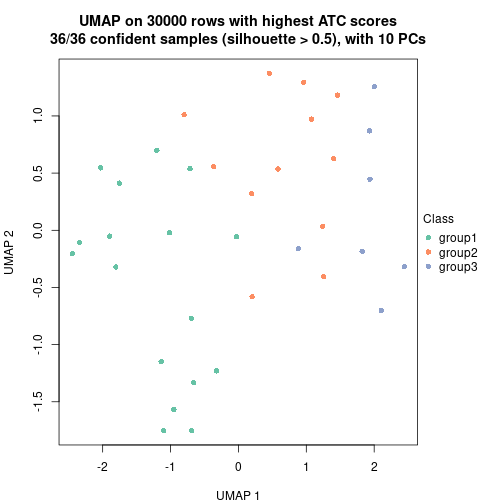 UMAP on 30000 rows with highest ATC scores
36/36 confident samples (silhouette > 0.5), with 10 PCs
1.0
0.5
0.0
-0.5
-1.0
-1.5
UMAP 2
-2 -1 0 1 2
UMAP 1
Class
group1
group2
group3